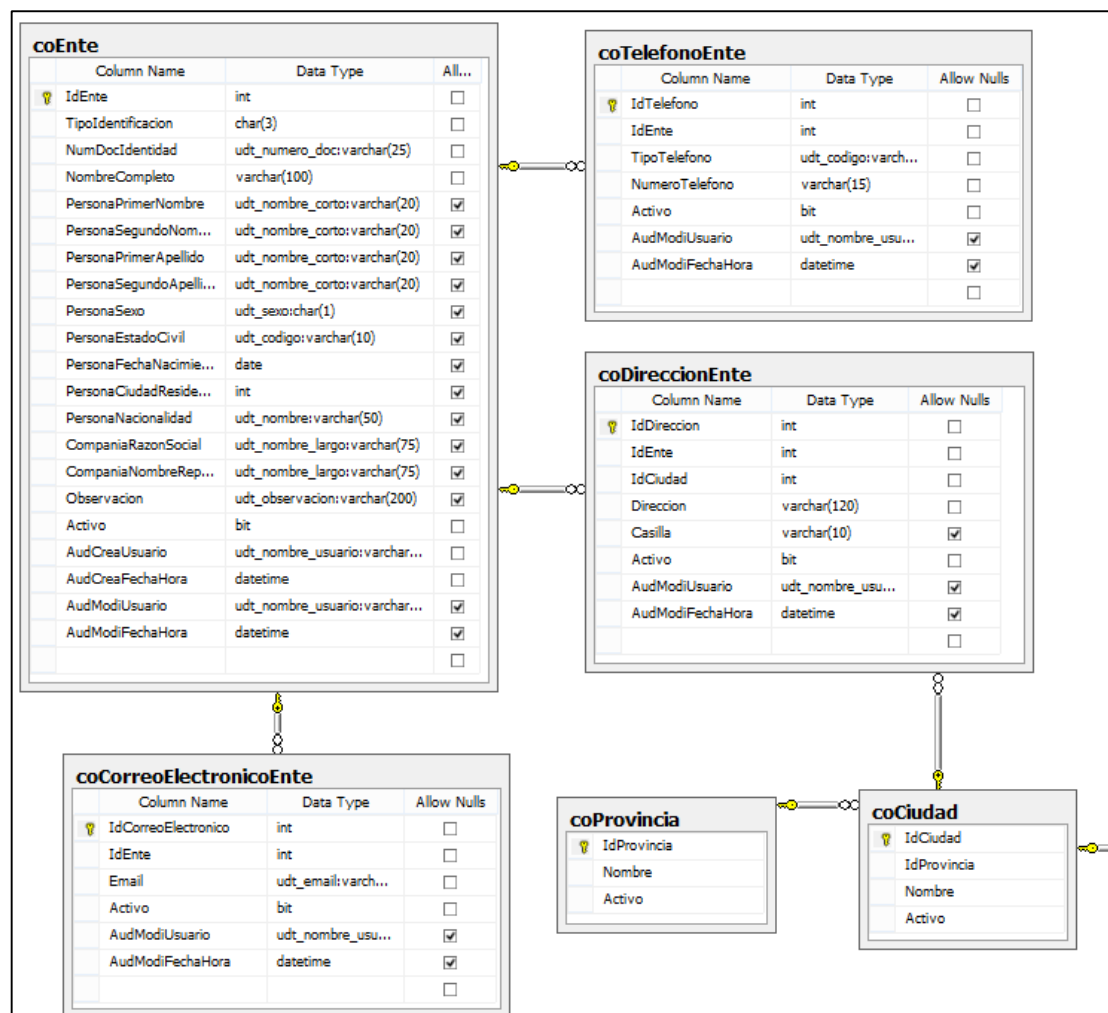 coEnte
Column Name Data Type All...
IdEnte int
TipoIdentificacion char(3)
NumDocIdentidad udt_numero_doc:varchar(25)
NombreCompleto varchar(100)
PersonaPrimerNombre udt_nombre_corto:varchar(20)
PersonaSegundoNom... udt_nombre_corto:varchar(20)
PersonaPrimerApellido udt_nombre_corto:varchar(20)
PersonaSegundoApelli... udt_nombre_corto:varchar(20)
PersonaSexo udt_sexo:char(1)
PersonaEstadoCivil udt_codigo:varchar(10)
PersonaFechaNacimie... date
PersonaCiudadReside... int
PersonaNacionalidad udt_nombre:varchar(50)
CompaniaRazonSocial udt_nombre_largo:varchar(75)
CompaniaNombreRep... udt_nombre_largo:varchar(75)
Observacion udt_observacion:varchar(200)
Activo bit
AudCreaUsuario udt_nombre_usuario:varchar...
AudCreaFechaHora datetime
AudModiUsuario udt_nombre_usuario:varchar...
AudModiFechaHora datetime
coTelefonoEnte
Column Name Data Type Allow Nulls
IdTelefono int
IdEnte int
TipoTelefono udt_codigo:varch...
NumeroTelefono varchar(15)
Activo bit
AudModiUsuario udt_nombre_usu...
AudModiFechaHora datetime
coDireccionEnte
Column Name Data Type Allow Nulls
IdDireccion int
IdEnte int
IdCiudad int
Direccion varchar(120)
Casilla varchar(10)
Activo bit
AudModiUsuario udt_nombre_usu...
AudModiFechaHora datetime
coCorreoElectronicoEnte
Column Name Data Type Allow Nulls
IdCorreoElectronico int
IdEnte int
Email udt_email:varch...
Activo bit
AudModiUsuario udt_nombre_usu...
AudModiFechaHora datetime
coProvincia
IdProvincia
Nombre
Activo
coCiudad
IdCiudad
IdProvincia
Nombre
Activo